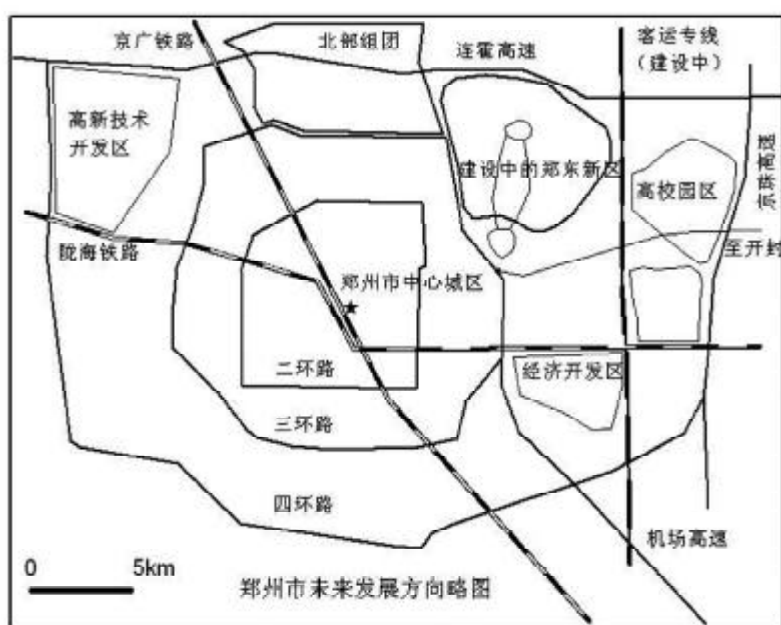 京广铁路
北部组团
连霍高速
客运专线
(建设中)
高新技术
开发区
建设中的郑东新区
高校园区
京珠高速
陇海铁路
至开封
郑州市中心城区
二环路
经济开发区
三环路
四环路
机场高速
0 5km
郑州市未来发展方向略图